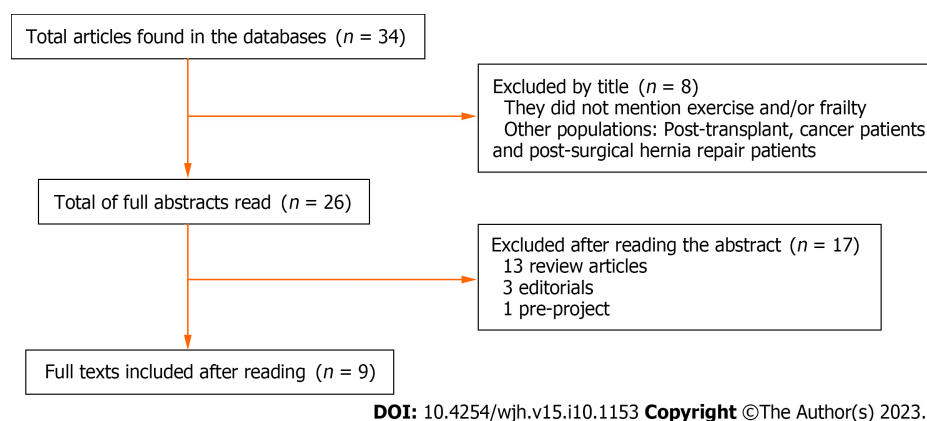 Total articles found in the databases (n = 34)
Excluded by title (n = 8)
They did not mention exercise and/or frailty
Other populations: Post-transplant, cancer patients
and post-surgical hernia repair patients
Total of full abstracts read (n = 26)
Excluded after reading the abstract (n = 17)
13 review articles
3 editorials
1 pre-project
Full texts included after reading (n = 9)
DOI: 10.4254/wjh.v15.i10.1153 Copyright ©The Author(s) 2023.